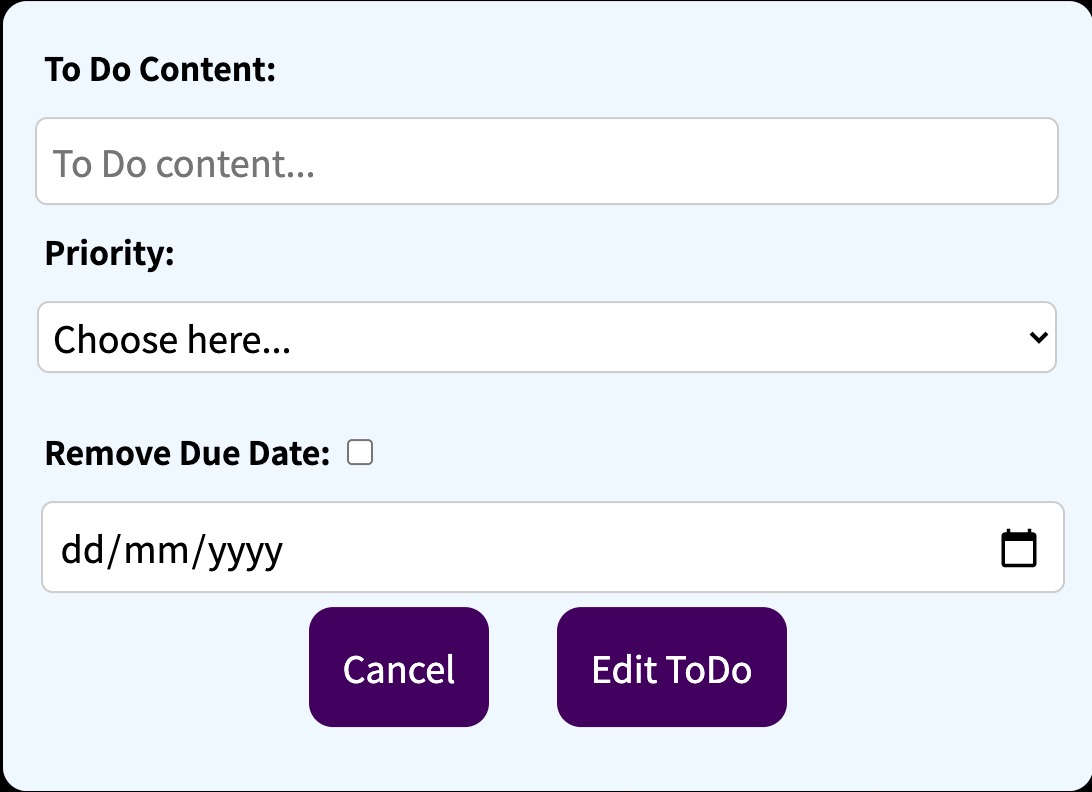 To Do Content:
To Do content...
Priority:
Choose here...
Remove Due Date:
dd/mm/yyyy
Cancel Edit ToDo